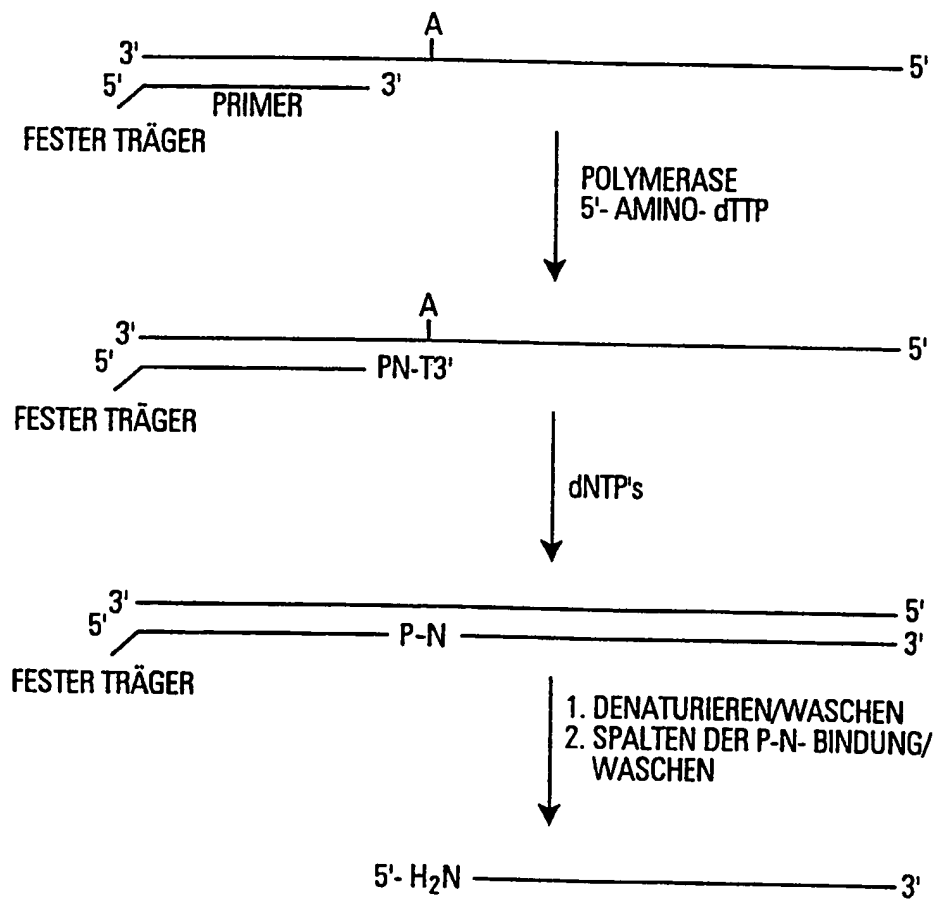 A
3' 5'
5' PRIMER 3'
FESTER TRÄGER
POLYMERASE
5'- AMINO- dTTP
A
3' 5'
5' PN-T3'
FESTER TRÄGER
dNTP's
3' 5'
5' P-N 3'
FESTER TRÄGER
1. DENATURIEREN/WASCHEN
2. SPALTEN DER P-N- BINDUNG/
WASCHEN
5'- H₂N 3'